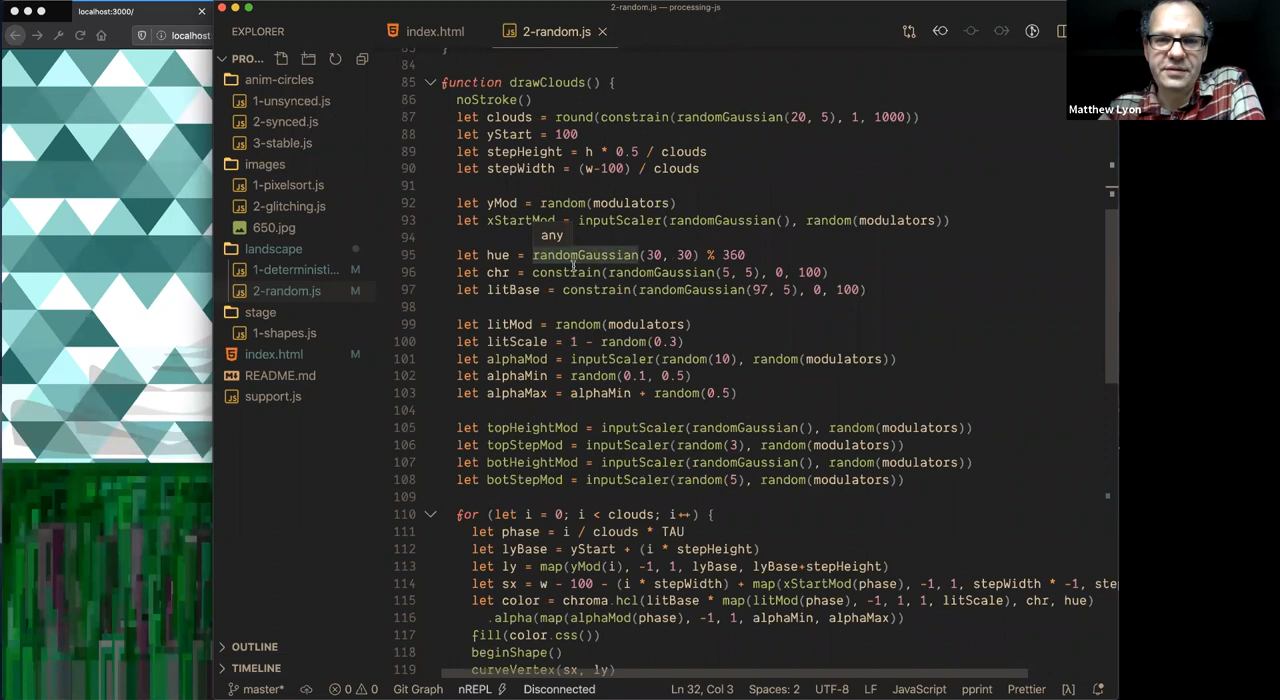 2-random.js — processing-js
localhost:3000/
localhost
EXPLORER
index.html
2-random.js
Matthew Lyon
PRO...
anim-circles
1-unsynced.js
2-synced.js
3-stable.js
images
1-pixelsort.js
2-glitching.js
650.jpg
landscape
1-deterministi... M
2-random.js M
stage
1-shapes.js
index.html M
README.md
support.js
OUTLINE
TIMELINE
84
85 function drawClouds() {
86 noStroke()
87 let clouds = round(constrain(randomGaussian(20, 5), 1, 1000))
88 let yStart = 100
89 let stepHeight = h * 0.5 / clouds
90 let stepWidth = (w-100) / clouds
91
92 let yMod = random(modulators)
93 let xStartMod = inputScaler(randomGaussian(), random(modulators))
94
any
95 let hue = randomGaussian(30, 30) % 360
96 let chr = constrain(randomGaussian(5, 5), 0, 100)
97 let litBase = constrain(randomGaussian(97, 5), 0, 100)
98
99 let litMod = random(modulators)
100 let litScale = 1 - random(0.3)
101 let alphaMod = inputScaler(random(10), random(modulators))
102 let alphaMin = random(0.1, 0.5)
103 let alphaMax = alphaMin + random(0.5)
104
105 let topHeightMod = inputScaler(randomGaussian(), random(modulators))
106 let topStepMod = inputScaler(random(3), random(modulators))
107 let botHeightMod = inputScaler(randomGaussian(), random(modulators))
108 let botStepMod = inputScaler(random(5), random(modulators))
109
110 for (let i = 0; i < clouds; i++) {
111 let phase = i / clouds * TAU
112 let lyBase = yStart + (i * stepHeight)
113 let ly = map(yMod(i), -1, 1, lyBase, lyBase+stepHeight)
114 let sx = w - 100 - (i * stepWidth) + map(xStartMod(phase), -1, 1, stepWidth * -1, ste
115 let color = chroma.hcl(litBase * map(litMod(phase), -1, 1, 1, litScale), chr, hue)
116 .alpha(map(alphaMod(phase), -1, 1, alphaMin, alphaMax))
117 fill(color.css())
118 beginShape()
119 curveVertex(sx, ly)
master* 0 0 Git Graph nREPL Disconnected Ln 32, Col 3 Spaces: 2 UTF-8 LF JavaScript pprint Prettier [λ]